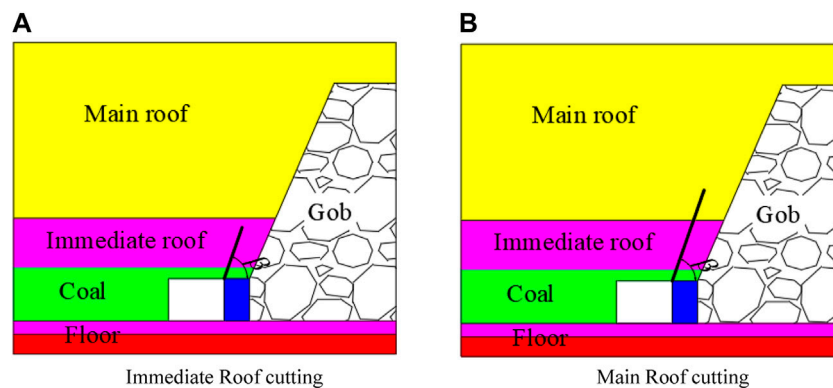 A
B
Main roof
Main roof
Gob
Gob
Immediate roof
Immediate roof
β
β
Coal
Coal
Floor
Floor
Immediate Roof cutting
Main Roof cutting